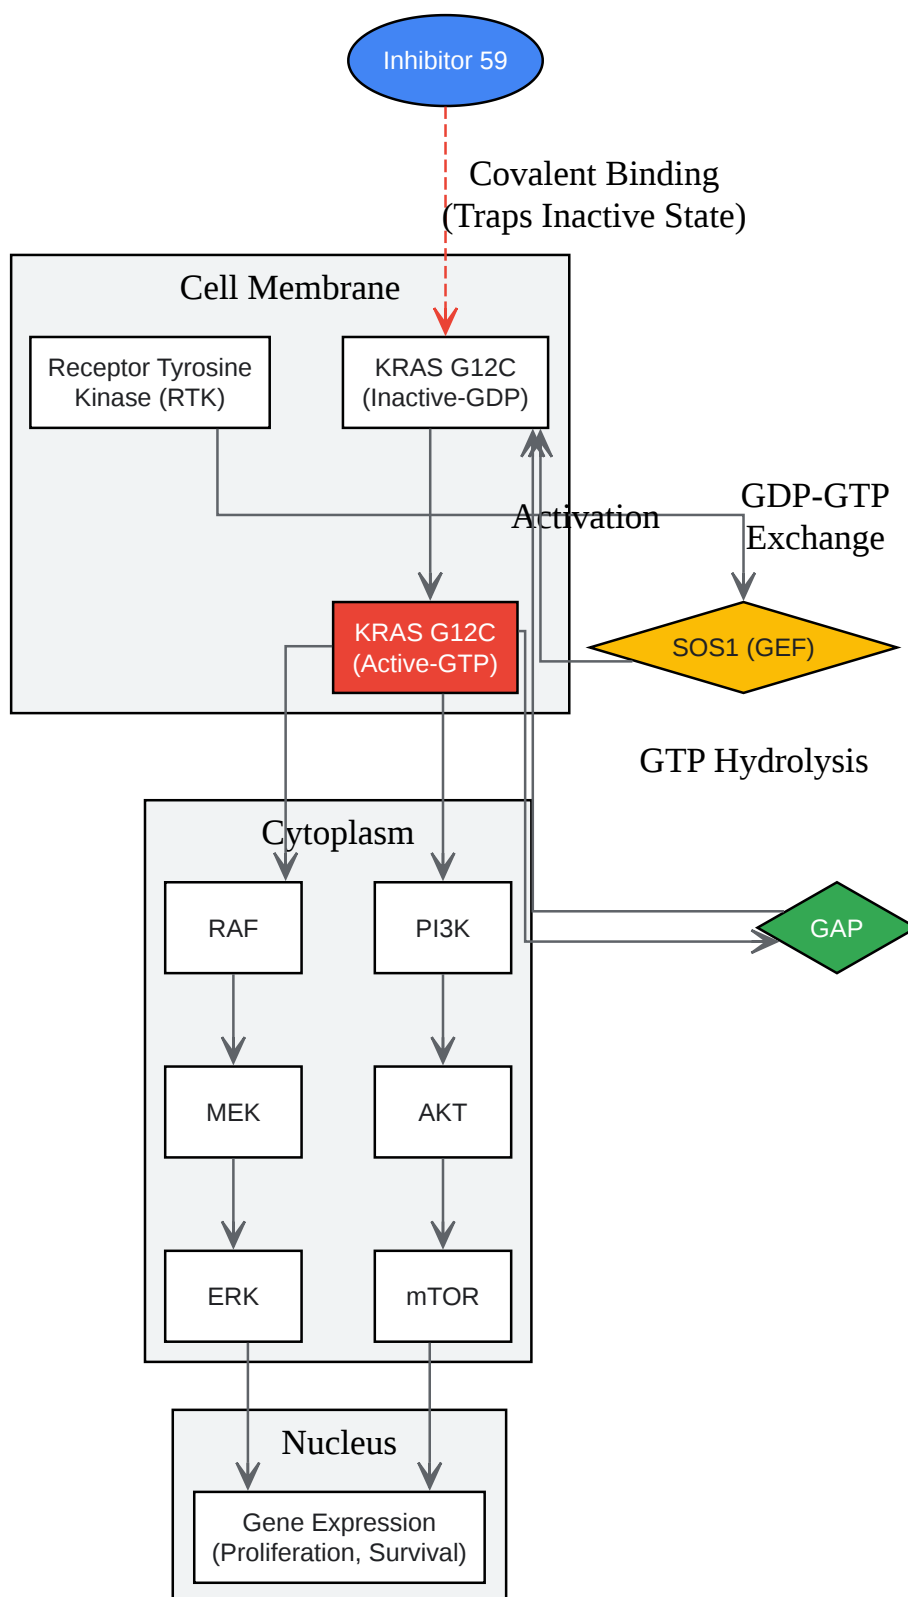 Inhibitor 59
Covalent Binding
(Traps Inactive State)
Cell Membrane
Receptor Tyrosine
Kinase (RTK)
KRAS G12C
(Inactive-GDP)
Activation
GDP-GTP
Exchange
KRAS G12C
(Active-GTP)
SOS1 (GEF)
GTP Hydrolysis
Cytoplasm
RAF
PI3K
GAP
MEK
AKT
ERK
mTOR
Nucleus
Gene Expression
(Proliferation, Survival)